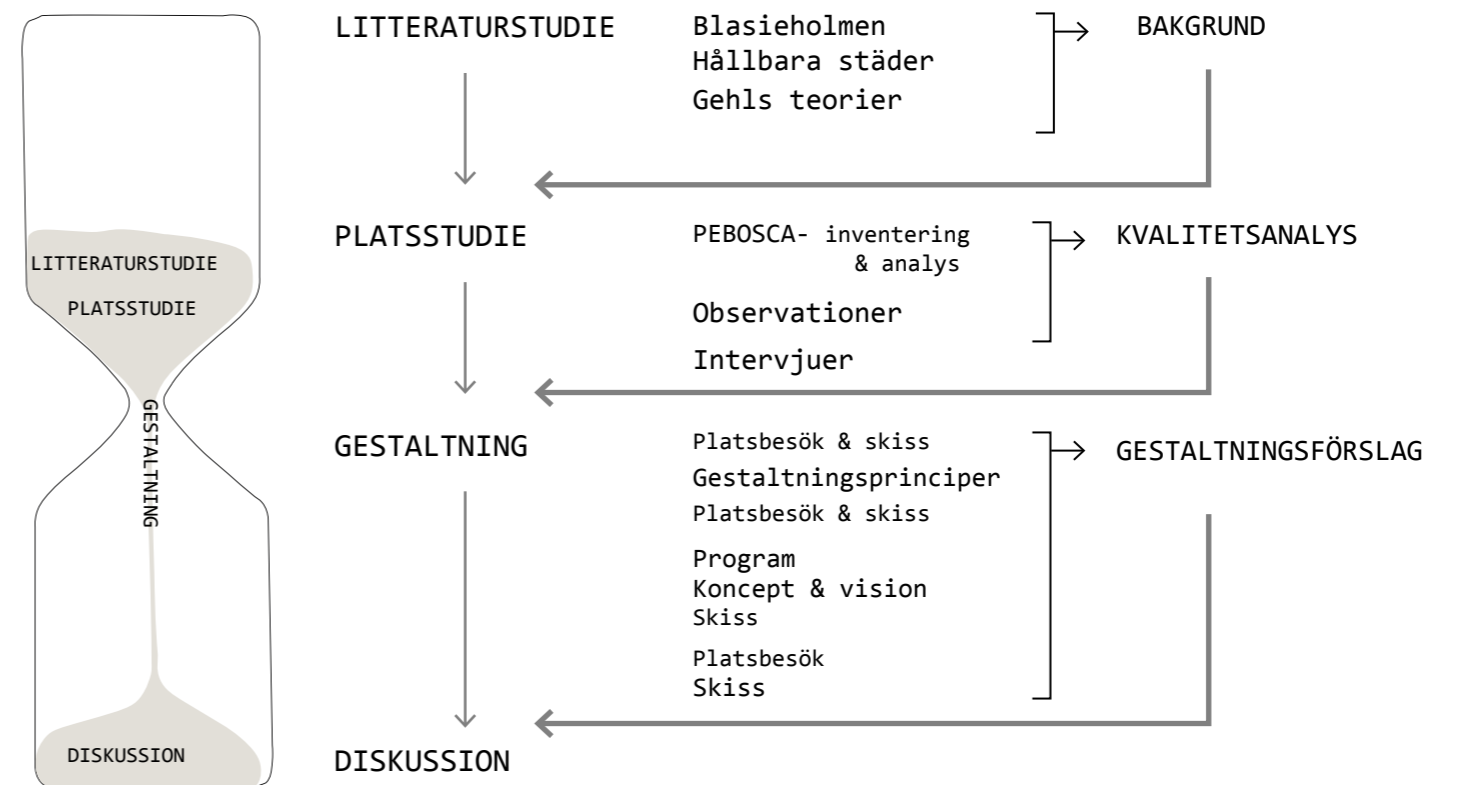 LITTERATURSTUDIE
PLATSSTUDIE
GESTALTNING
DISKUSSION
LITTERATURSTUDIE
Blasieholmen
Hållbara städer
Gehls teorier
BAKGRUND
PLATSSTUDIE
PEBOSCA- inventering
& analys
Observationer
Intervjuer
KVALITETSANALYS
GESTALTNING
Platsbesök & skiss
Gestaltningsprinciper
Platsbesök & skiss
Program
Koncept & vision
Skiss
Platsbesök
Skiss
GESTALTNINGSFÖRSLAG
DISKUSSION